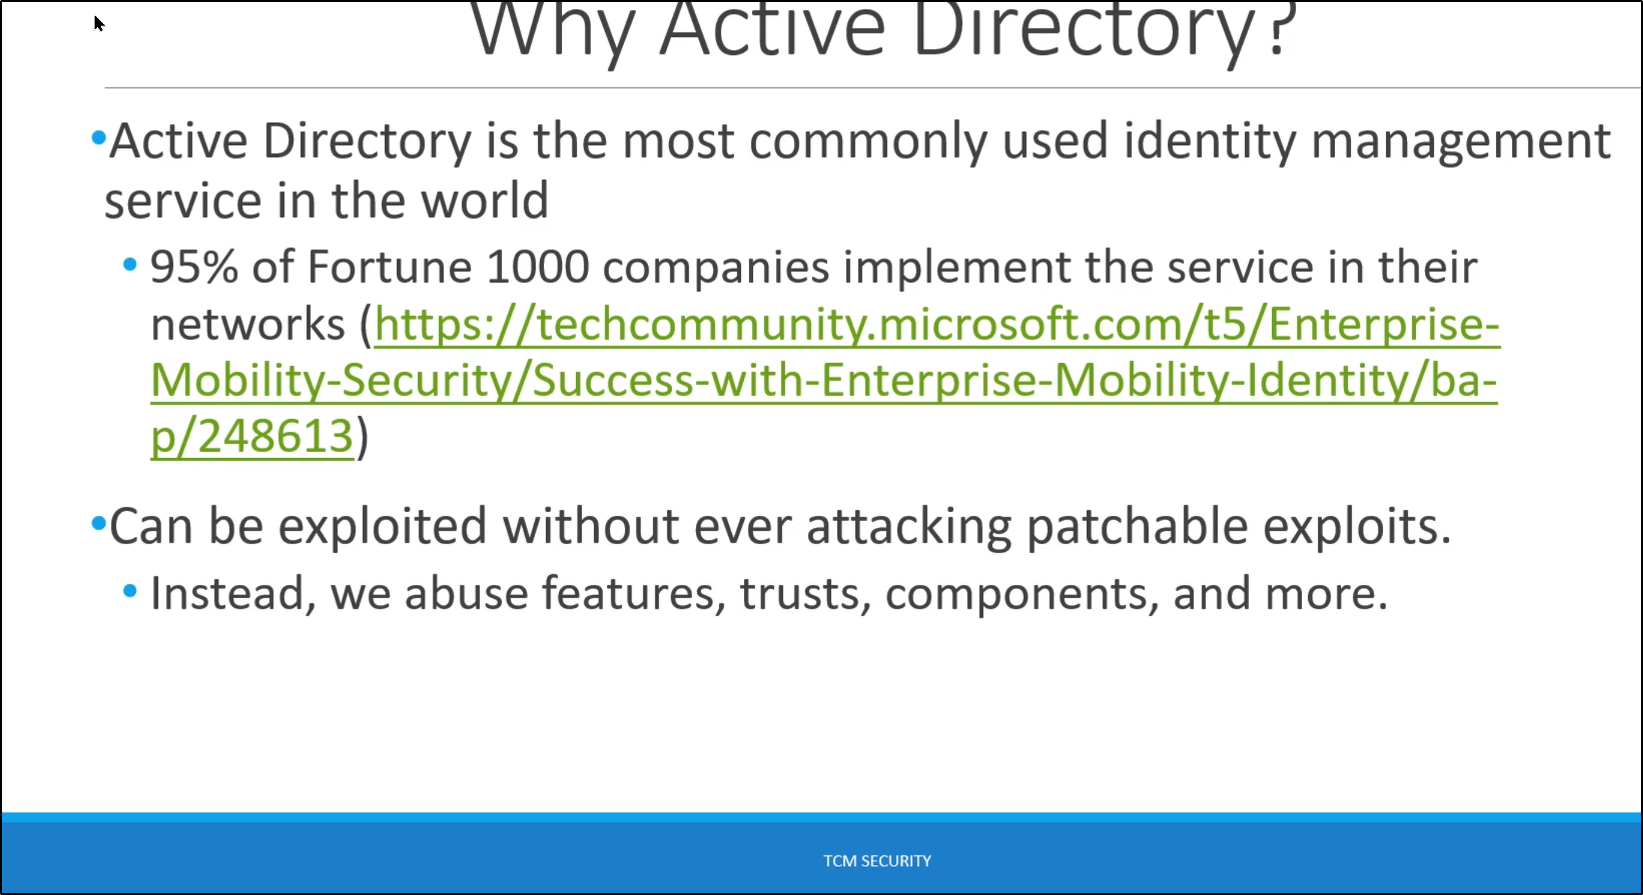 Why Active Directory?
•Active Directory is the most commonly used identity management
service in the world
• 95% of Fortune 1000 companies implement the service in their
networks (https://techcommunity.microsoft.com/t5/Enterprise-
Mobility-Security/Success-with-Enterprise-Mobility-Identity/ba-
p/248613)
•Can be exploited without ever attacking patchable exploits.
• Instead, we abuse features, trusts, components, and more.
TCM SECURITY